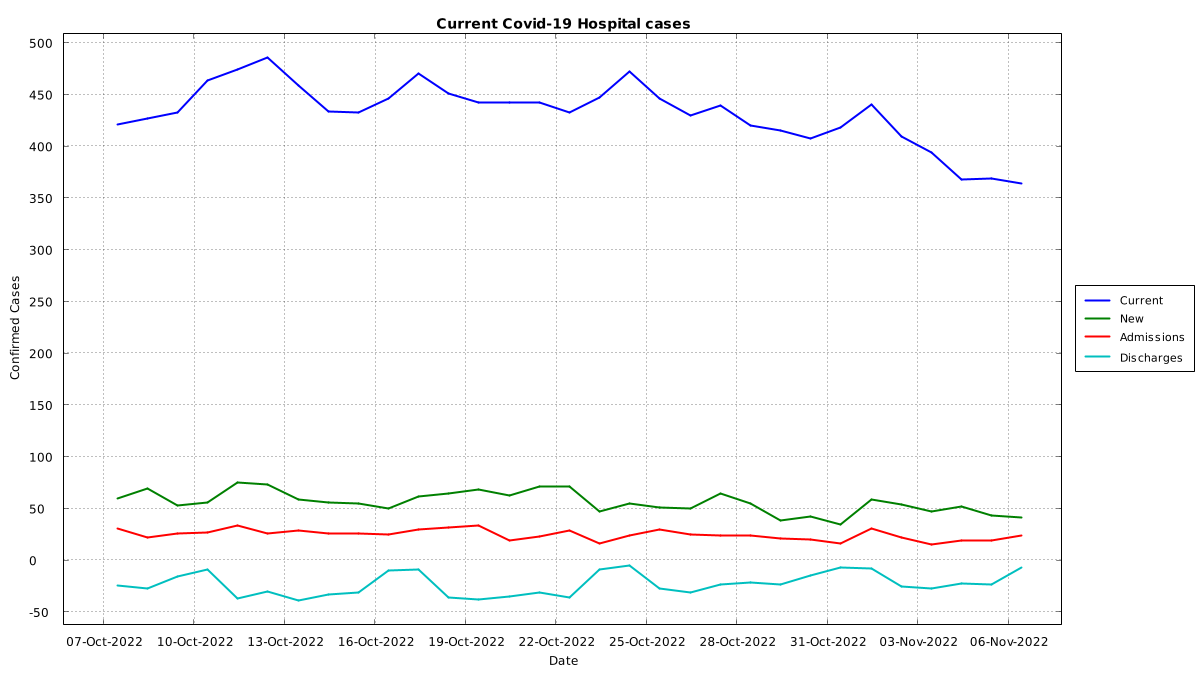 Current Covid-19 Hospital cases
500
450
400
350
300
250
200
150
100
50
0
-50
Confirmed Cases
07-Oct-2022 10-Oct-2022 13-Oct-2022 16-Oct-2022 19-Oct-2022 22-Oct-2022 25-Oct-2022 28-Oct-2022 31-Oct-2022 03-Nov-2022 06-Nov-2022
Date
Current
New
Admissions
Discharges